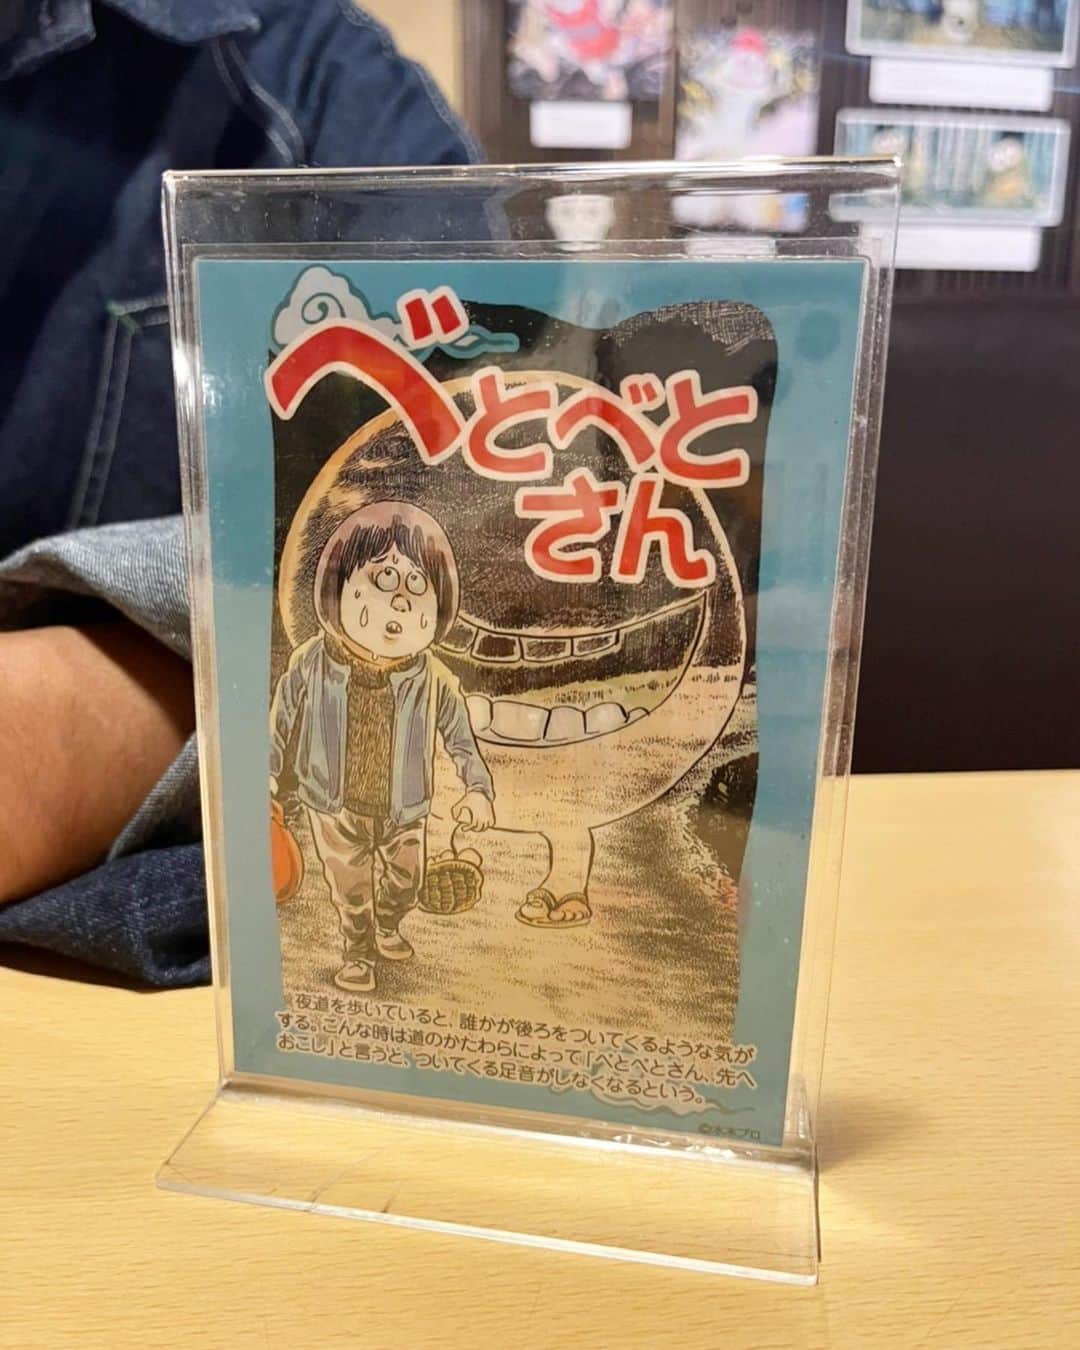 べとべと
さん
夜道を歩いていると、誰かが後ろをついてくるような気が
する。こんな時は道のかたわらによって「べとべとさん、先へ
おこし」と言うと、ついてくる足音がしなくなるという。
©水木プロ